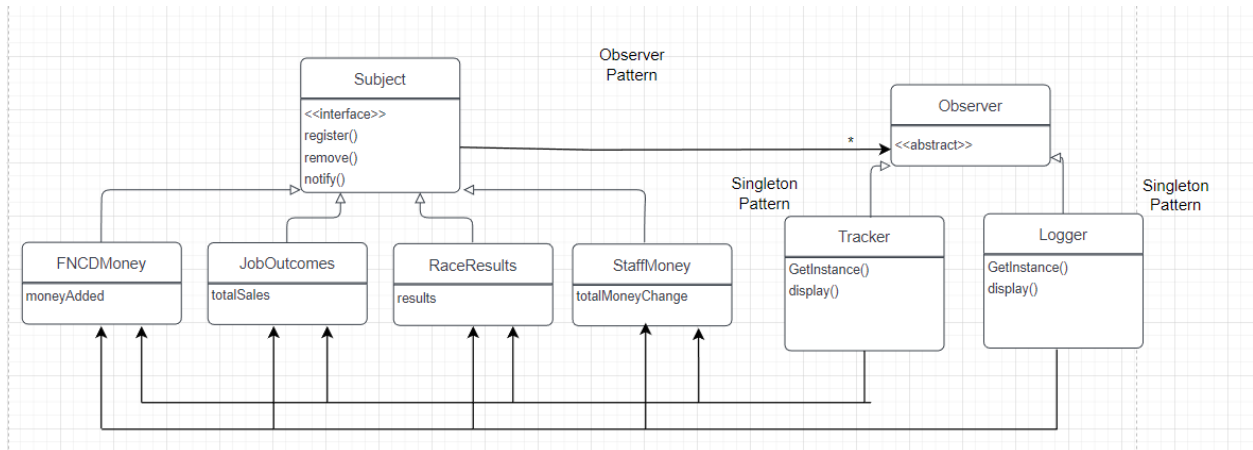 Observer
Pattern
Subject
<<interface>>
register()
remove()
notify()
Observer
<<abstract>>
*
Singleton
Pattern
Singleton
Pattern
FNCDMoney
moneyAdded
JobOutcomes
totalSales
RaceResults
results
StaffMoney
totalMoneyChange
Tracker
GetInstance()
display()
Logger
GetInstance()
display()